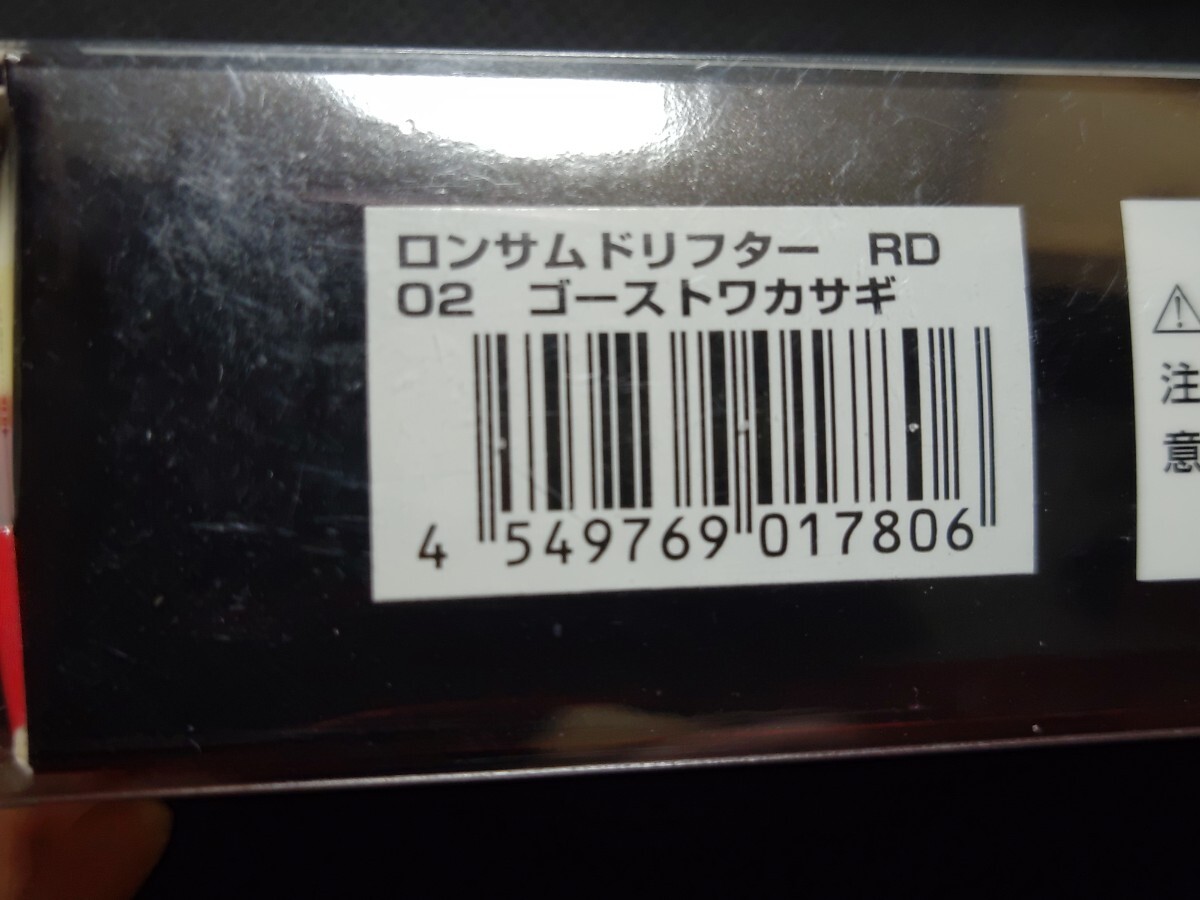 ロンサムドリフター　RD
02　ゴーストワカサギ
4 549769 017806
⚠
注
意